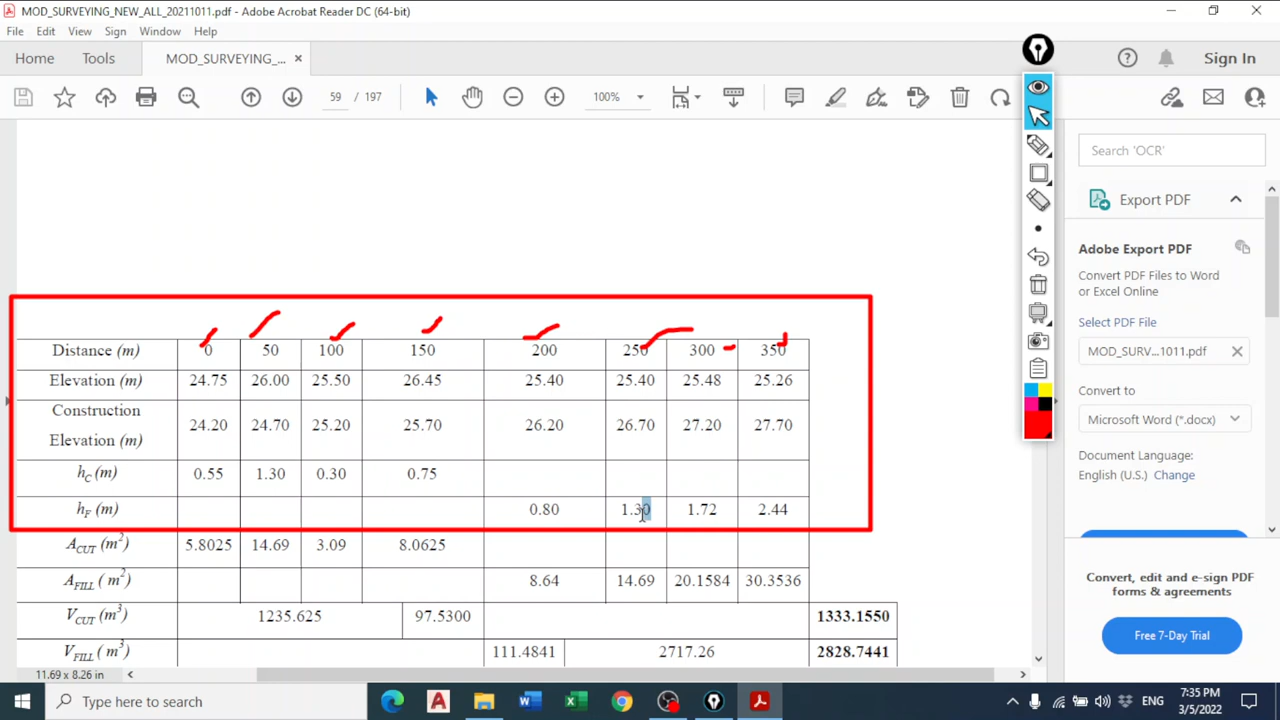 MOD_SURVEYING_NEW_ALL_20211011.pdf - Adobe Acrobat Reader DC (64-bit)
File Edit View Sign Window Help
Home Tools MOD_SURVEYING_...
59 / 197 100% Sign In
Search 'OCR'
Export PDF
Adobe Export PDF
Convert PDF Files to Word
or Excel Online
Select PDF File
MOD_SURV...1011.pdf
Convert to
Microsoft Word (*.docx)
Document Language:
English (U.S.) Change
Convert, edit and e-sign PDF
forms & agreements
Free 7-Day Trial
Distance (m) 0 50 100 150 200 250 300 350
Elevation (m) 24.75 26.00 25.50 26.45 25.40 25.40 25.48 25.26
Construction
Elevation (m) 24.20 24.70 25.20 25.70 26.20 26.70 27.20 27.70
hC (m) 0.55 1.30 0.30 0.75
hF (m) 0.80 1.30 1.72 2.44
ACUT (m2) 5.8025 14.69 3.09 8.0625
AFILL ( m2) 8.64 14.69 20.1584 30.3536
VCUT (m3) 1235.625 97.5300 1333.1550
VFILL (m3) 111.4841 2717.26 2828.7441
11.69 x 8.26 in
Type here to search
ENG
7:35 PM
3/5/2022